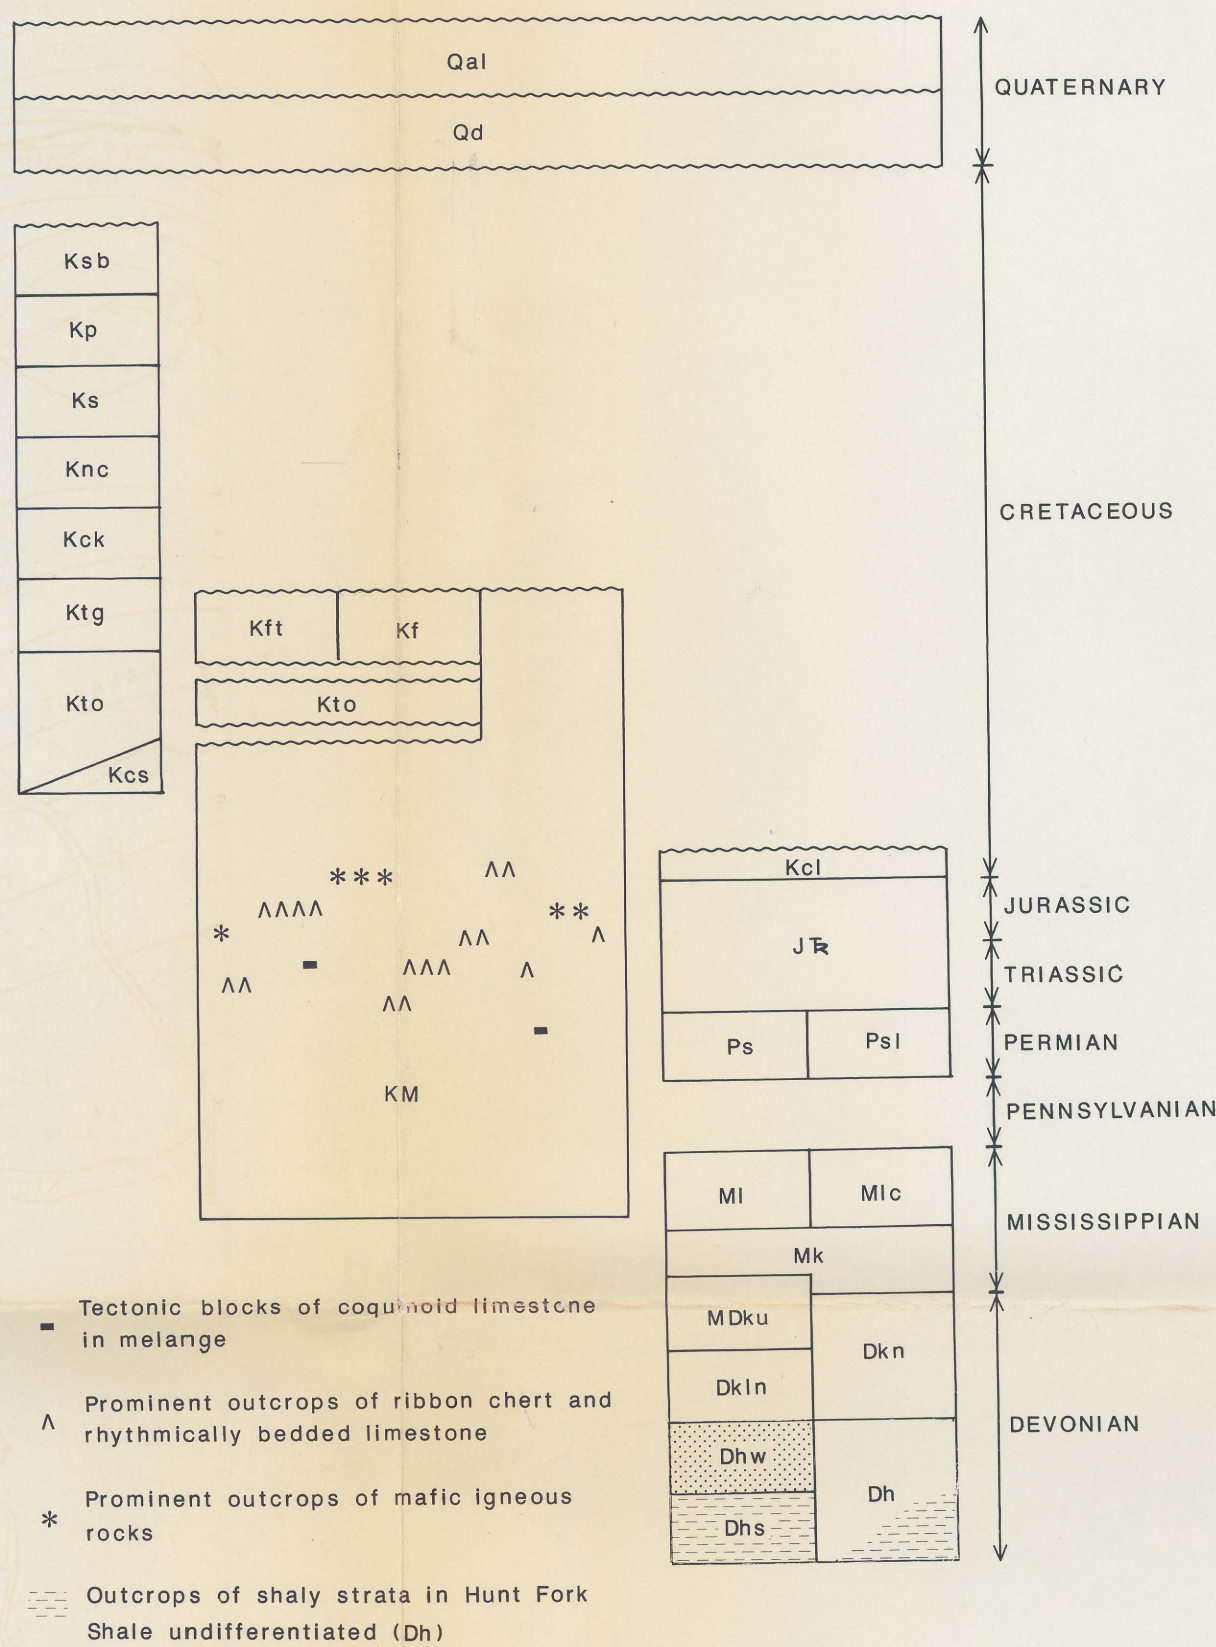 Qal
QUATERNARY
Qd
Ksb
Kp
Ks
Knc
CRETACEOUS
Kck
Ktg
Kft
Kf
Kto
Kto
Kcs
Kcl
JURASSIC
JTR
TRIASSIC
Ps
Psl
PERMIAN
KM
PENNSYLVANIAN
Ml
Mlc
MISSISSIPPIAN
Mk
MDku
Dkn
Dkln
DEVONIAN
Dhw
Dh
Dhs
Tectonic blocks of coquinoid limestone
in melange
Prominent outcrops of ribbon chert and
rhythmically bedded limestone
Prominent outcrops of mafic igneous
rocks
Outcrops of shaly strata in Hunt Fork
Shale undifferentiated (Dh)